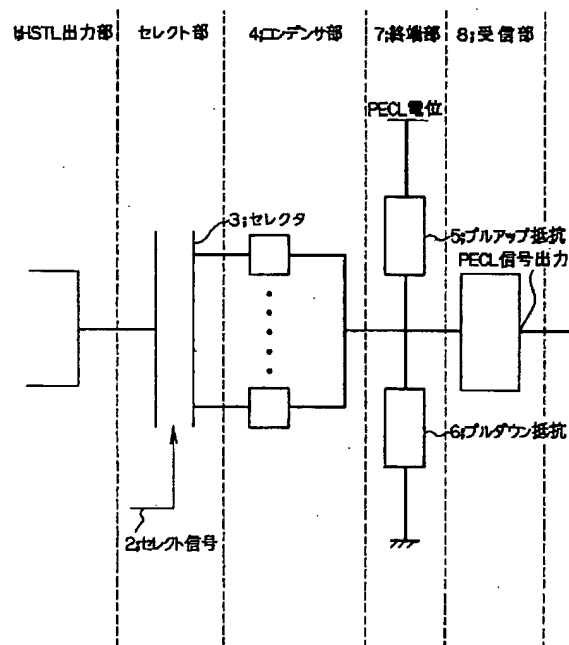 1;HSTL出力部
セレクト部
4;コンデンサ部
7;終端部
8;受信部
PECL電位
3;セレクタ
5;プルアップ抵抗
PECL信号出力
6;プルダウン抵抗
2;セレクト信号